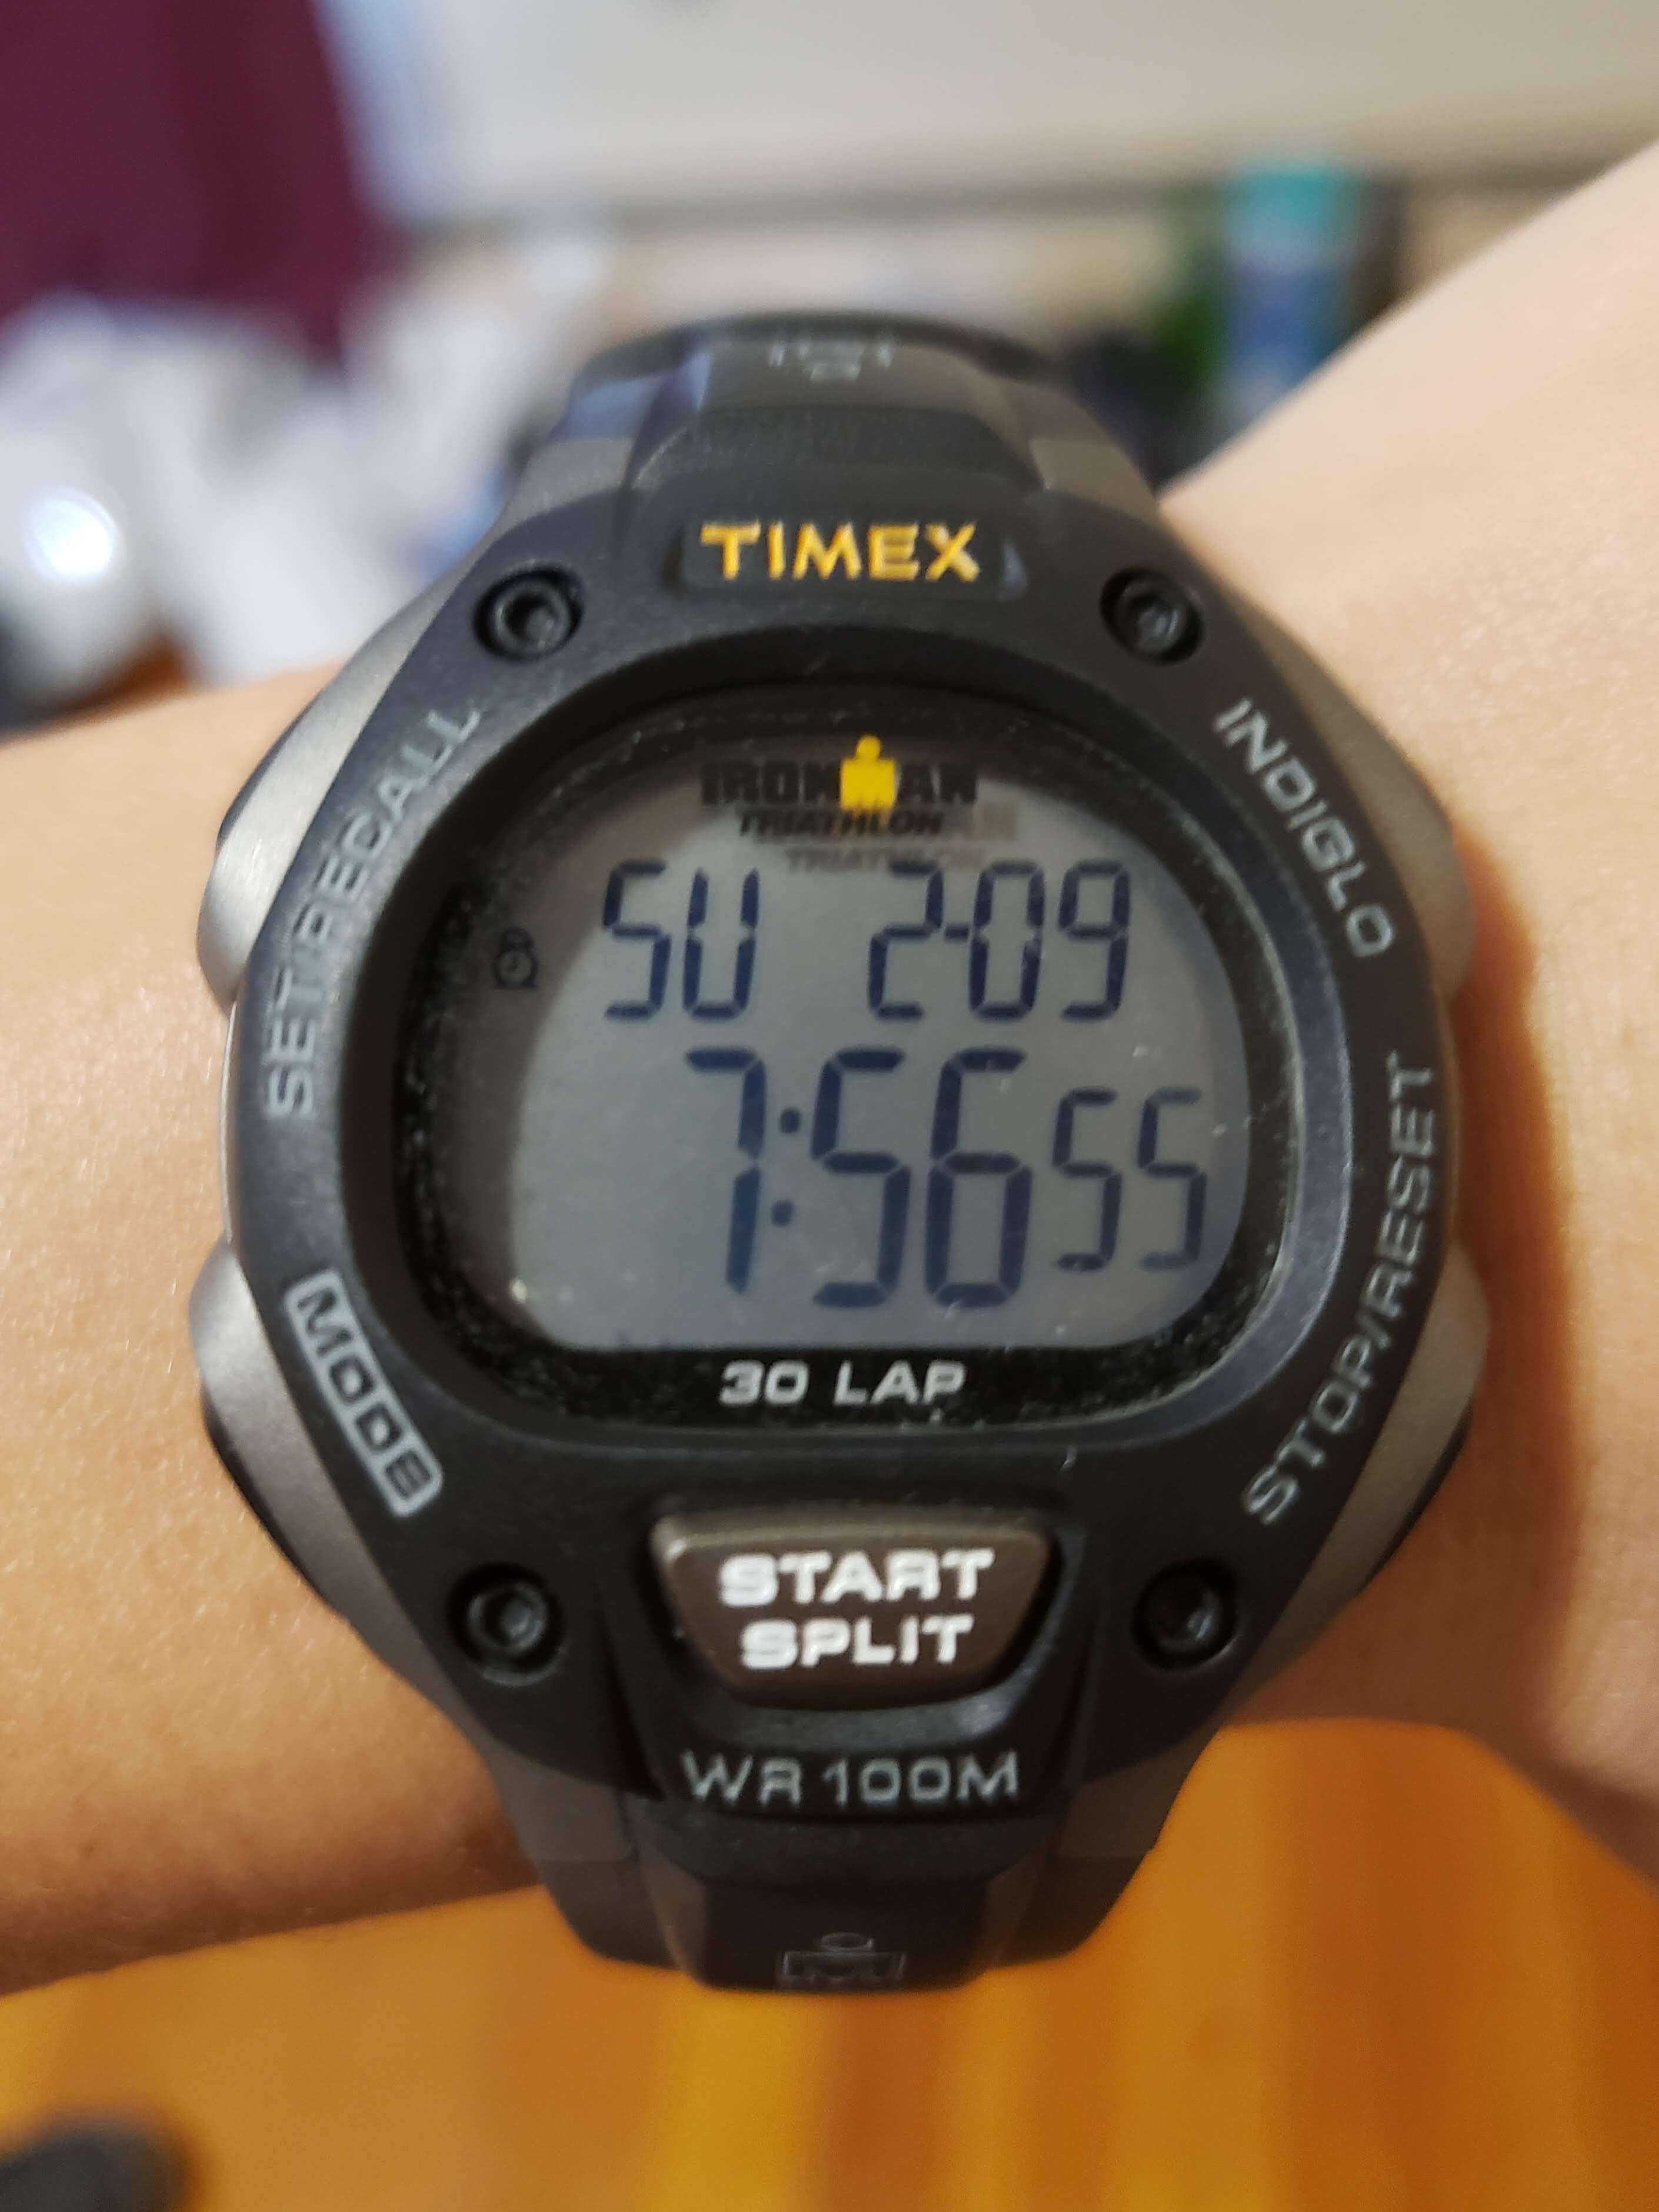 TIMEX
SET/RECALL
INDIGLO
IRONMAN
TRIATHLON
SU 2-09
7:56 55
30 LAP
MODE
STOP/RESET
START
SPLIT
WR 100M